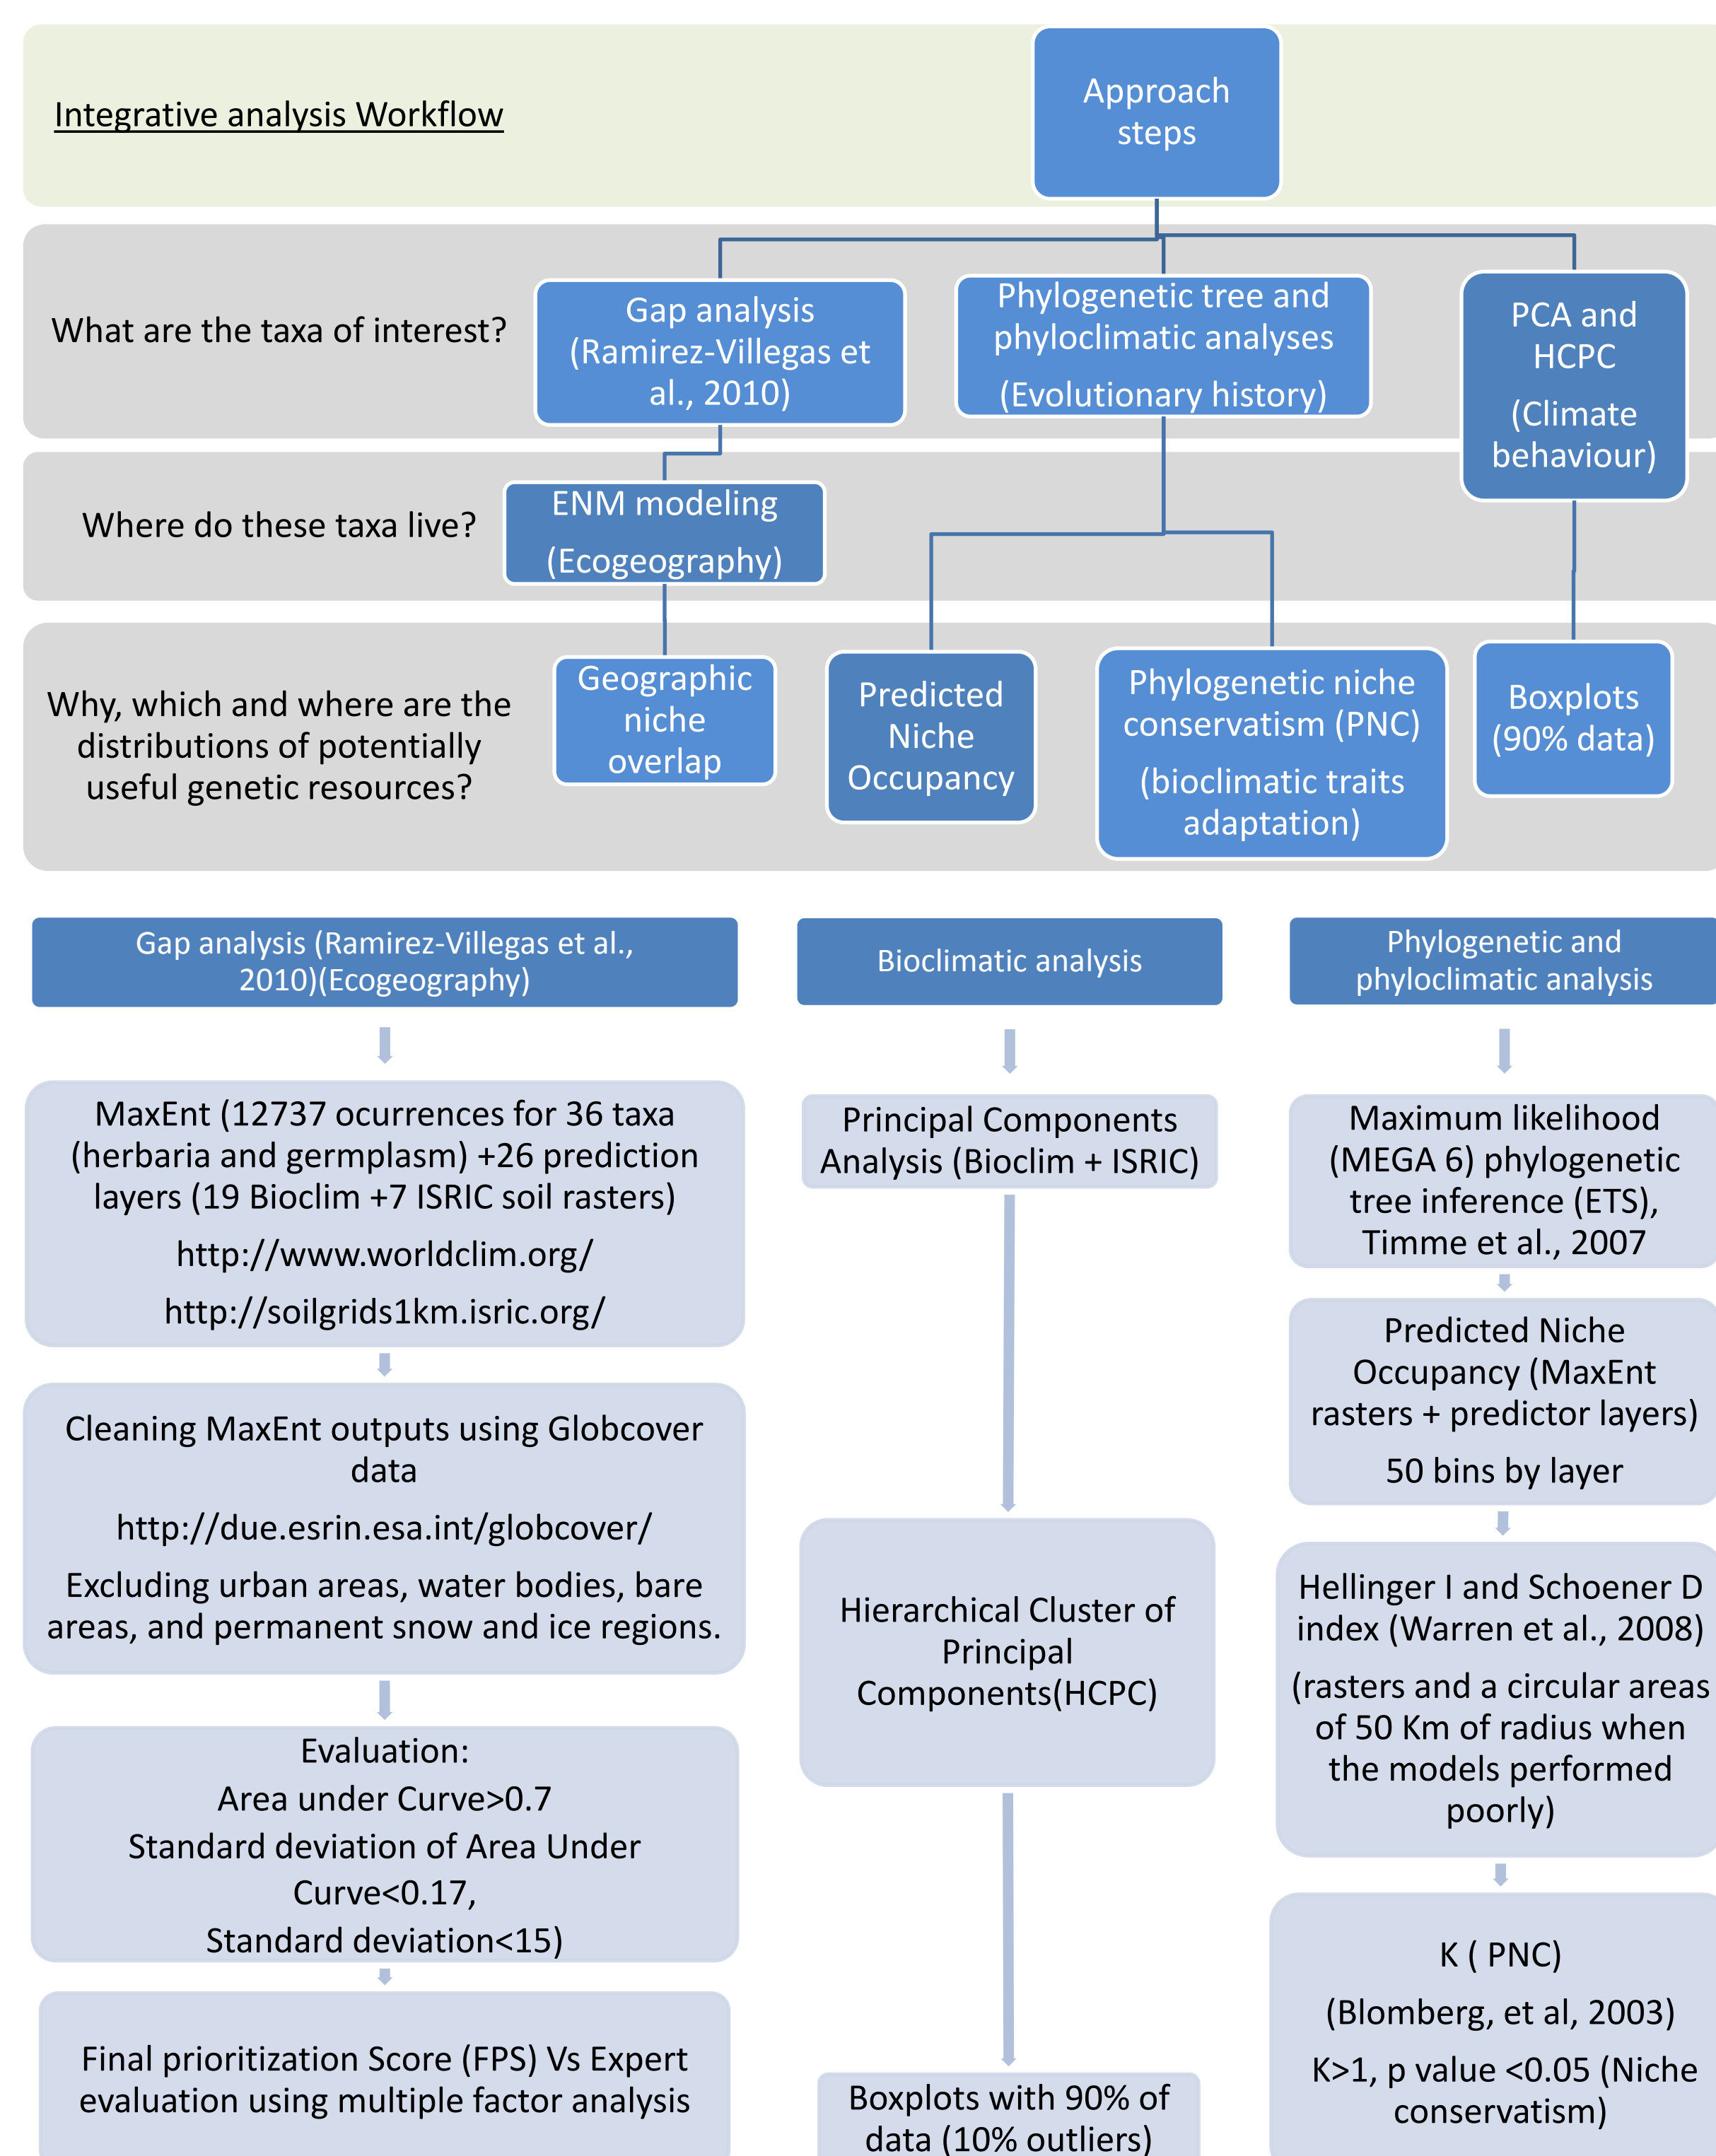 Integrative analysis Workflow
Approach
steps
What are the taxa of interest?
Gap analysis
(Ramirez-Villegas et
al., 2010)
Phylogenetic tree and
phyloclimatic analyses
(Evolutionary history)
PCA and
HCPC
(Climate
behaviour)
Where do these taxa live?
ENM modeling
(Ecogeography)
Why, which and where are the
distributions of potentially
useful genetic resources?
Geographic
niche
overlap
Predicted
Niche
Occupancy
Phylogenetic niche
conservatism (PNC)
(bioclimatic traits
adaptation)
Boxplots
(90% data)
Gap analysis (Ramirez-Villegas et al.,
2010)(Ecogeography)
MaxEnt (12737 ocurrences for 36 taxa
(herbaria and germplasm) +26 prediction
layers (19 Bioclim +7 ISRIC soil rasters)
http://www.worldclim.org/
http://soilgrids1km.isric.org/
Cleaning MaxEnt outputs using Globcover
data
http://due.esrin.esa.int/globcover/
Excluding urban areas, water bodies, bare
areas, and permanent snow and ice regions.
Evaluation:
Area under Curve>0.7
Standard deviation of Area Under
Curve<0.17,
Standard deviation<15)
Final prioritization Score (FPS) Vs Expert
evaluation using multiple factor analysis
Bioclimatic analysis
Principal Components
Analysis (Bioclim + ISRIC)
Hierarchical Cluster of
Principal
Components(HCPC)
Boxplots with 90% of
data (10% outliers)
Phylogenetic and
phyloclimatic analysis
Maximum likelihood
(MEGA 6) phylogenetic
tree inference (ETS),
Timme et al., 2007
Predicted Niche
Occupancy (MaxEnt
rasters + predictor layers)
50 bins by layer
Hellinger I and Schoener D
index (Warren et al., 2008)
(rasters and a circular areas
of 50 Km of radius when
the models performed
poorly)
K ( PNC)
(Blomberg, et al, 2003)
K>1, p value <0.05 (Niche
conservatism)